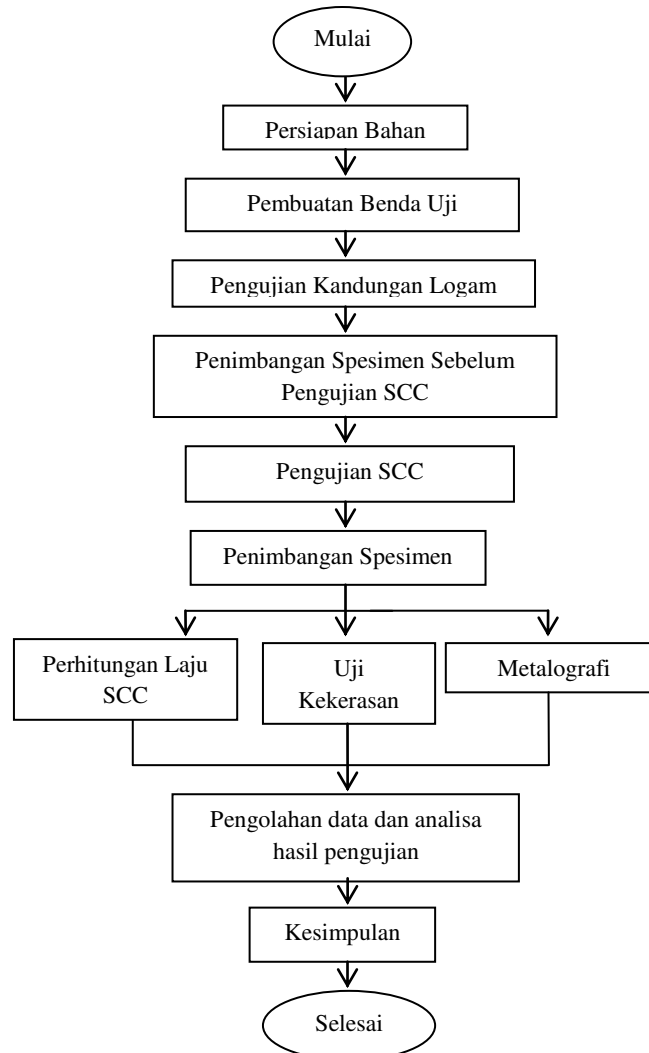 Mulai
Persiapan Bahan
Pembuatan Benda Uji
Pengujian Kandungan Logam
Penimbangan Spesimen Sebelum
Pengujian SCC
Pengujian SCC
Penimbangan Spesimen
Perhitungan Laju
SCC
Uji
Kekerasan
Metalografi
Pengolahan data dan analisa
hasil pengujian
Kesimpulan
Selesai